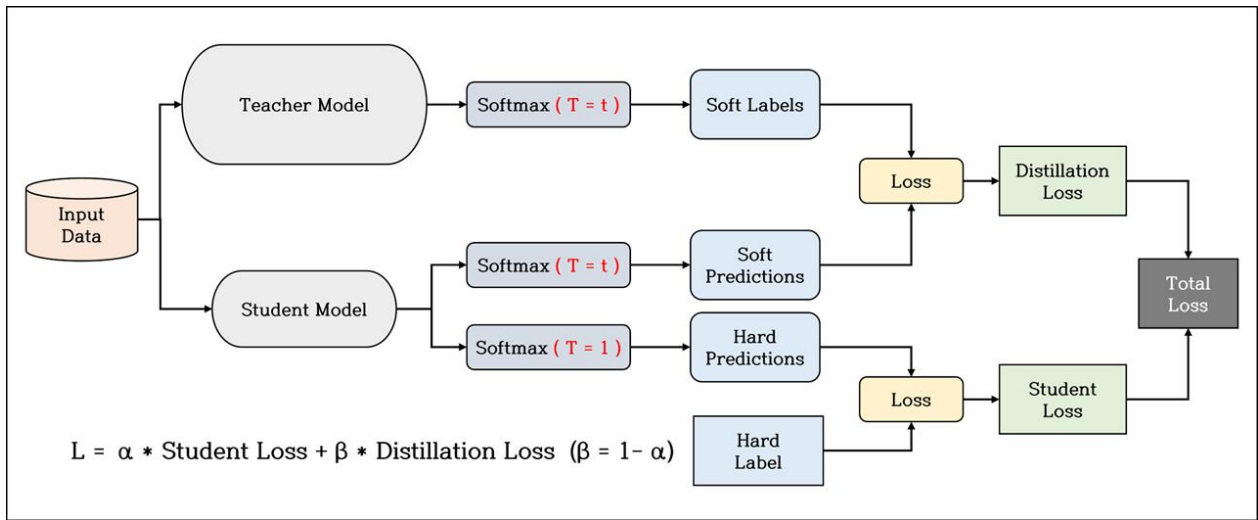 Teacher Model
Softmax ( T = t )
Soft Labels
Input
Data
Loss
Distillation
Loss
Student Model
Softmax ( T = t )
Soft
Predictions
Softmax ( T = 1 )
Hard
Predictions
Total
Loss
Loss
Student
Loss
Hard
Label
L = α * Student Loss + β * Distillation Loss (β = 1- α)